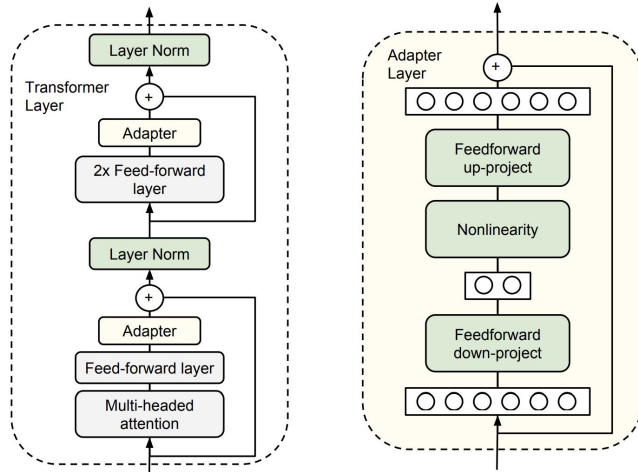 Layer Norm
Transformer
Layer
+
Adapter
2x Feed-forward
layer
Layer Norm
+
Adapter
Feed-forward layer
Multi-headed
attention
Adapter
Layer
+
Feedforward
up-project
Nonlinearity
Feedforward
down-project